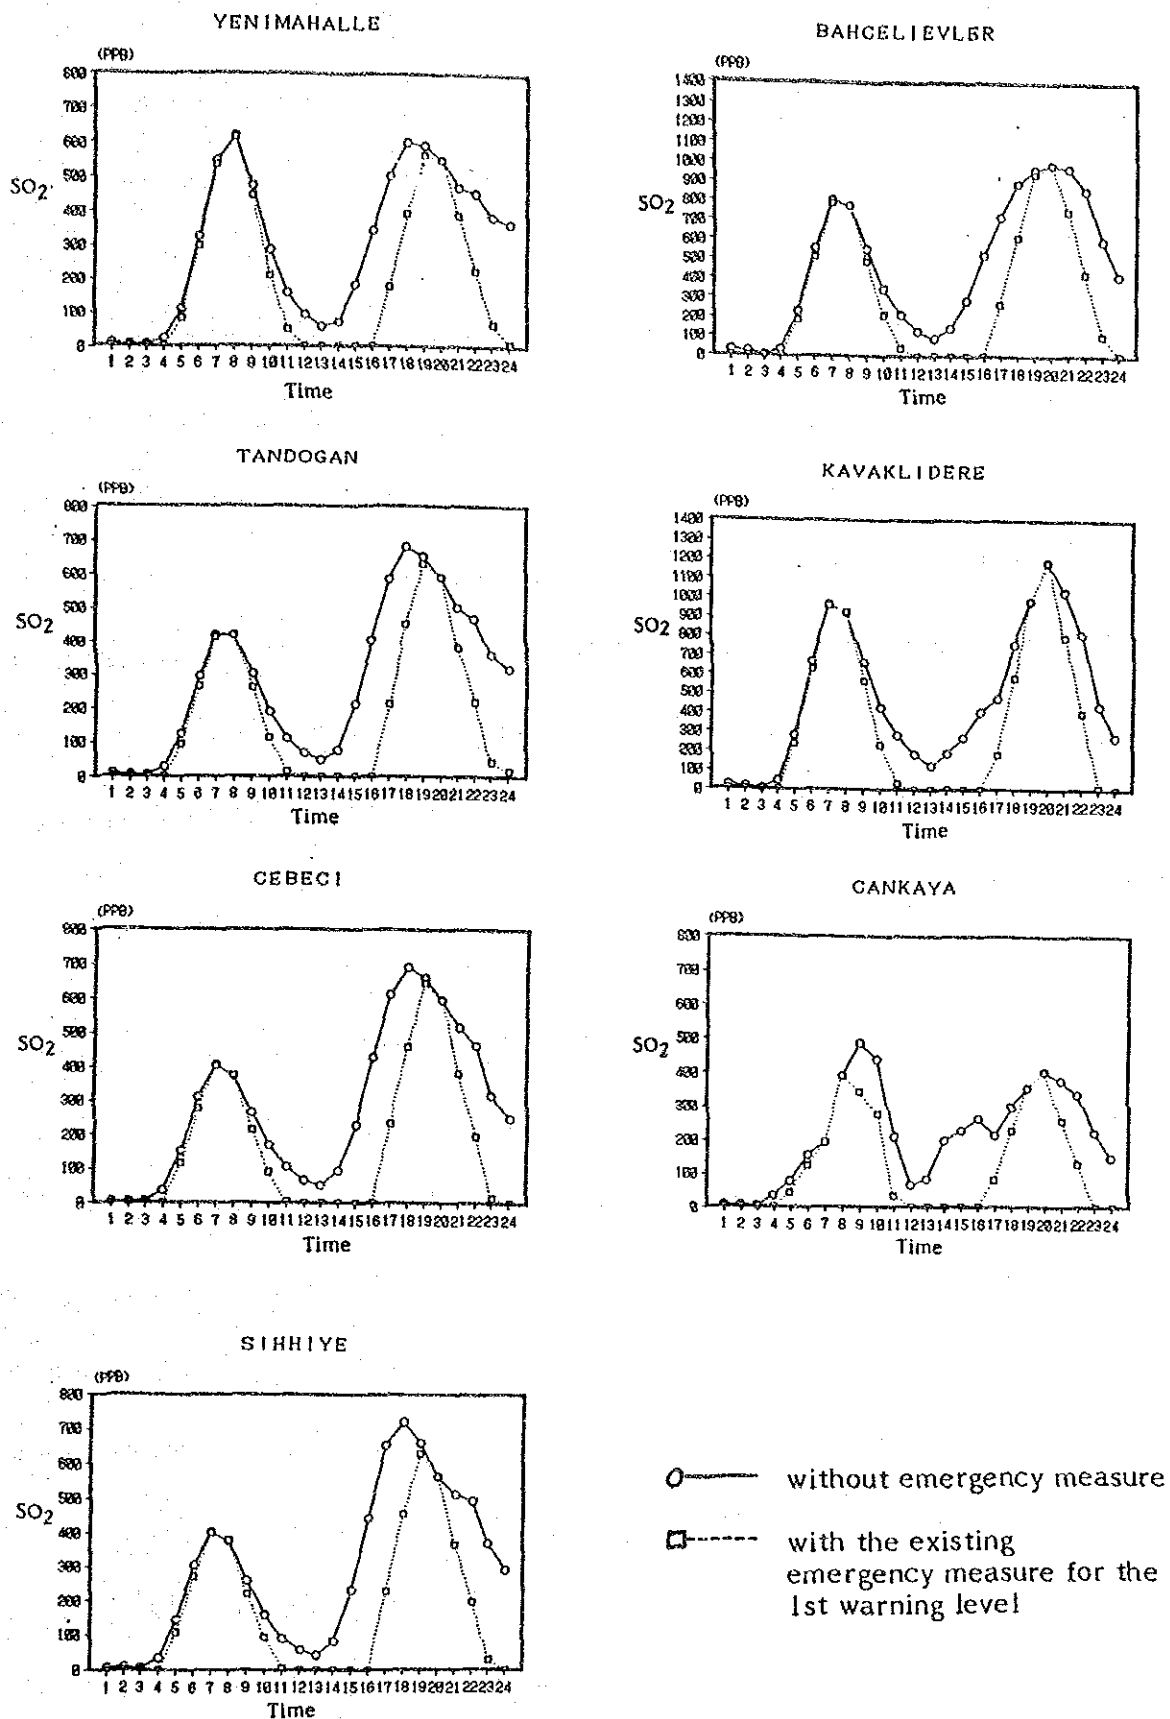 YENIMAHALLE
(PPB)
800
700
600
500
400
300
200
100
0
SO2
1 2 3 4 5 6 7 8 9 10 11 12 13 14 15 16 17 18 19 20 21 22 23 24
Time
BAHCELIEVLER
(PPB)
1400
1300
1200
1100
1000
900
800
700
600
500
400
300
200
100
0
SO2
1 2 3 4 5 6 7 8 9 10 11 12 13 14 15 16 17 18 19 20 21 22 23 24
Time
TANDOGAN
(PPB)
800
700
600
500
400
300
200
100
0
SO2
1 2 3 4 5 6 7 8 9 10 11 12 13 14 15 16 17 18 19 20 21 22 23 24
Time
KAVAKLIDERE
(PPB)
1400
1300
1200
1100
1000
900
800
700
600
500
400
300
200
100
0
SO2
1 2 3 4 5 6 7 8 9 10 11 12 13 14 15 16 17 18 19 20 21 22 23 24
Time
CEBECI
(PPB)
800
700
600
500
400
300
200
100
0
SO2
1 2 3 4 5 6 7 8 9 10 11 12 13 14 15 16 17 18 19 20 21 22 23 24
Time
CANKAYA
(PPB)
800
700
600
500
400
300
200
100
0
SO2
1 2 3 4 5 6 7 8 9 10 11 12 13 14 15 16 17 18 19 20 21 22 23 24
Time
SIHHIYE
(PPB)
800
700
600
500
400
300
200
100
0
SO2
1 2 3 4 5 6 7 8 9 10 11 12 13 14 15 16 17 18 19 20 21 22 23 24
Time
without emergency measure
with the existing
emergency measure for the
1st warning level